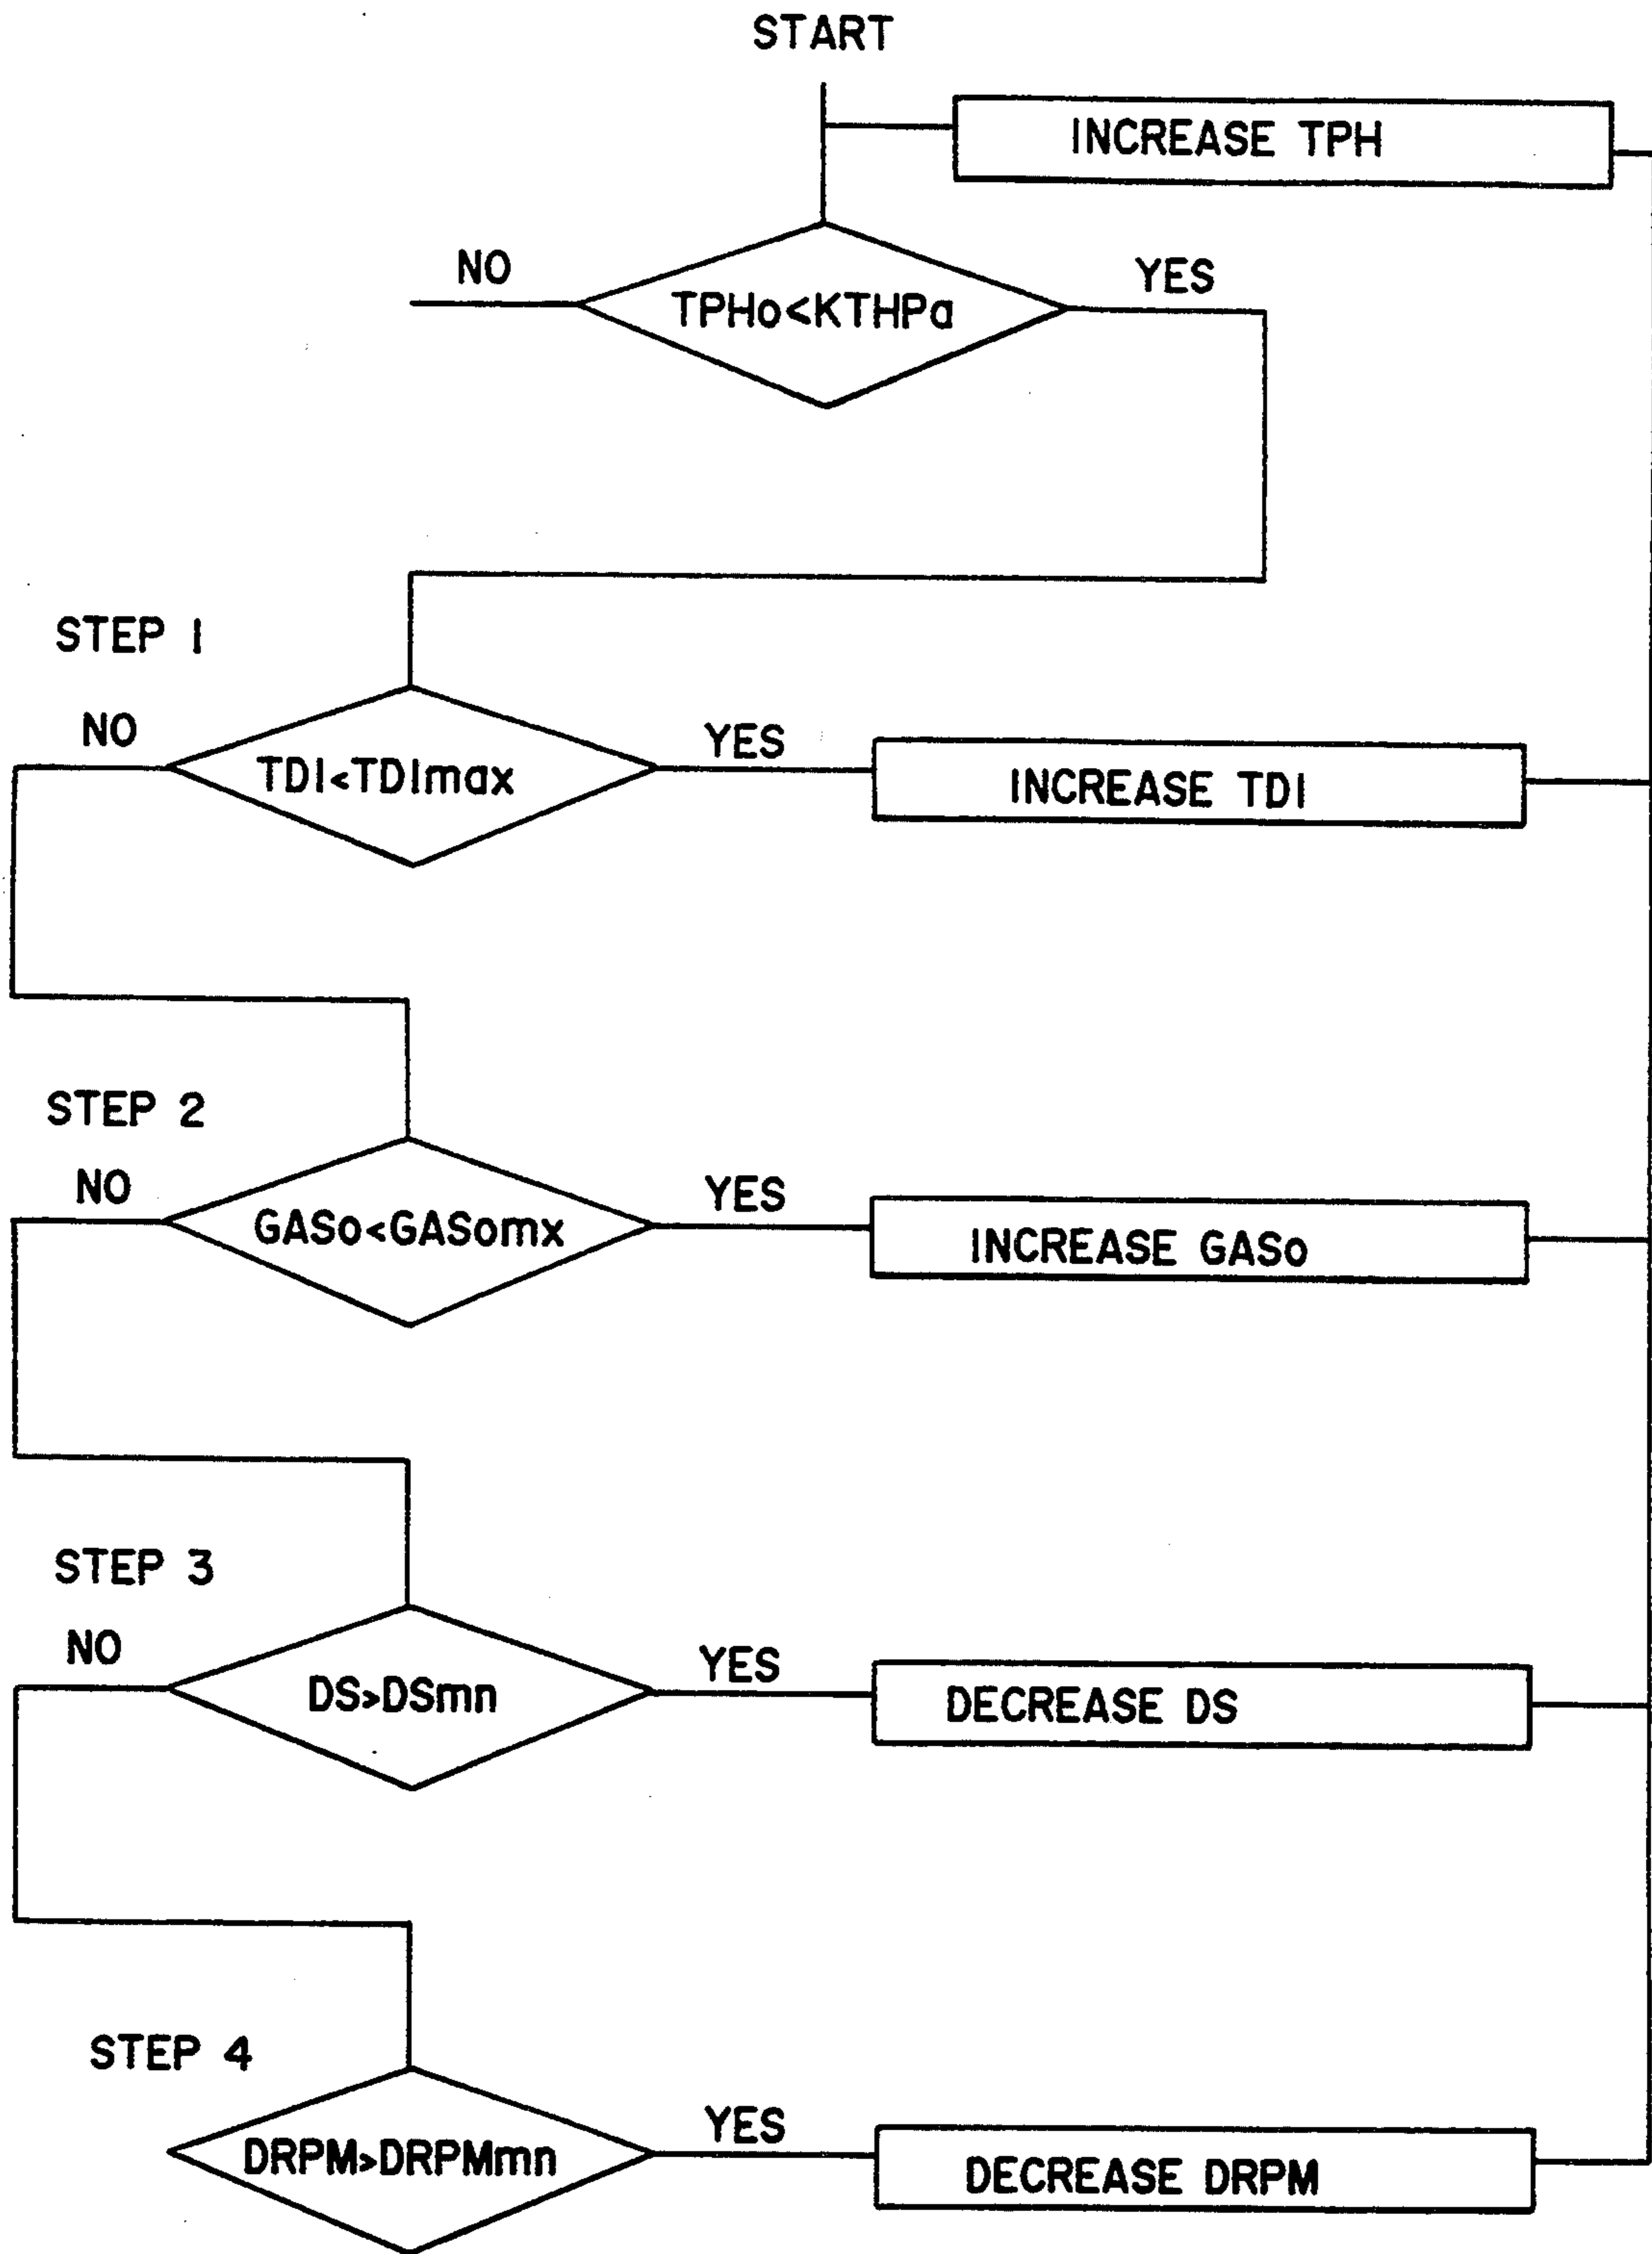 START
INCREASE TPH
NO
YES
TPHo<KTHPa
STEP 1
NO
YES
TDI<TDImax
INCREASE TDI
STEP 2
NO
YES
GASo<GASomx
INCREASE GASo
STEP 3
NO
YES
DS>DSmn
DECREASE DS
STEP 4
YES
DRPM>DRPMmn
DECREASE DRPM